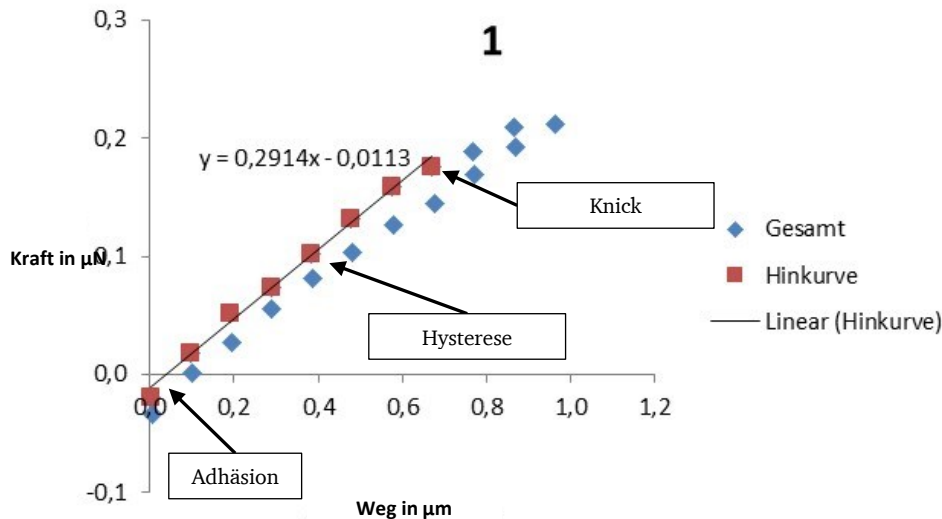 0,3
1
0,2
y = 0,2914x - 0,0113
Knick
Gesamt
Kraft in µN
0,1
Hinkurve
Hysterese
Linear (Hinkurve)
0,0
0,0 0,2 0,4 0,6 0,8 1,0 1,2
Adhäsion
-0,1
Weg in µm